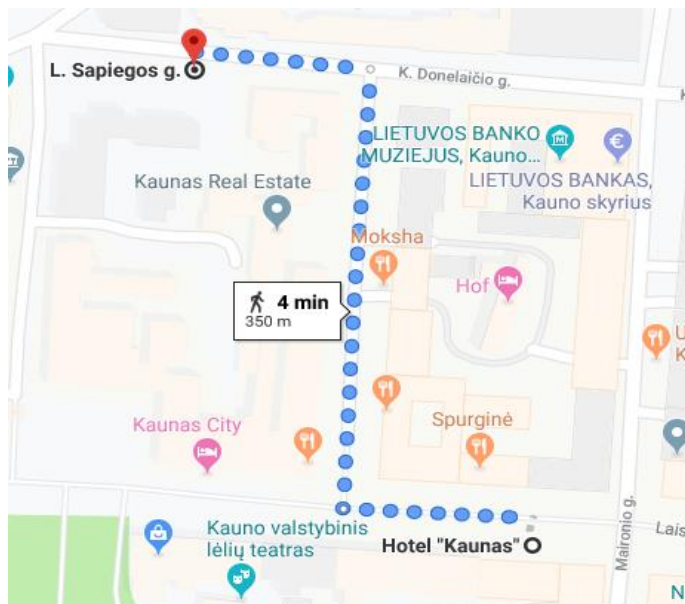 L. Sapiegos g.
K. Donelaičio g.
K
LIETUVOS BANKO
MUZIEJUS, Kauno...
LIETUVOS BANKAS,
Kauno skyrius
Kaunas Real Estate
Moksha
Hof
4 min
350 m
U
K
Kaunas City
Spurginė
Kauno valstybinis
lėlių teatras
Hotel "Kaunas"
Maironio g.
Lais
N